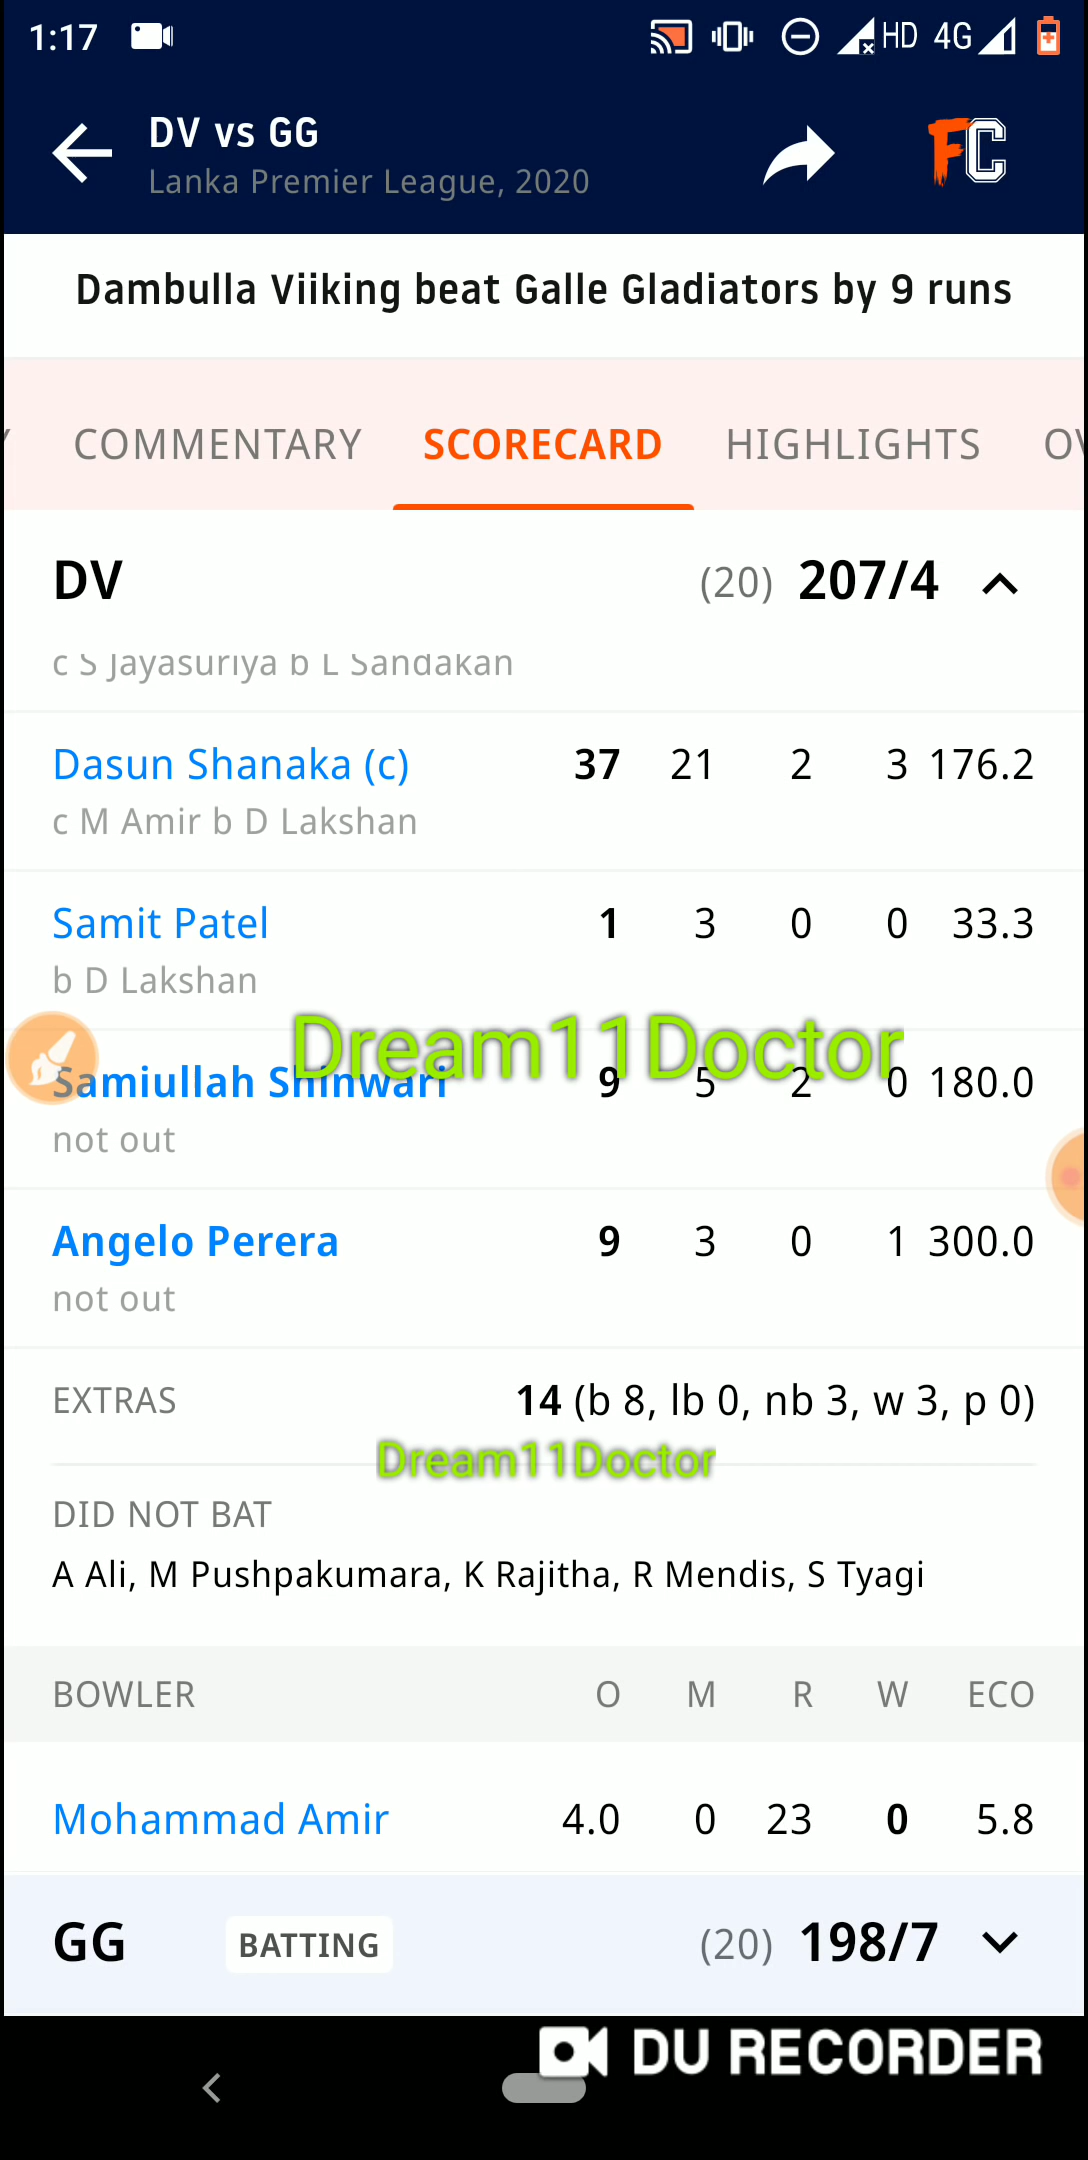 1:17 HD 4G
DV vs GG
Lanka Premier League, 2020
FC
Dambulla Viiking beat Galle Gladiators by 9 runs
COMMENTARY SCORECARD HIGHLIGHTS
DV (20) 207/4
c S Jayasuriya b L Sandakan
Dasun Shanaka (c) 37 21 2 3 176.2
c M Amir b D Lakshan
Samit Patel 1 3 0 0 33.3
b D Lakshan
Dream11Doctor
Samiullah Shinwari 9 5 2 0 180.0
not out
Angelo Perera 9 3 0 1 300.0
not out
EXTRAS 14 (b 8, lb 0, nb 3, w 3, p 0)
Dream11Doctor
DID NOT BAT
A Ali, M Pushpakumara, K Rajitha, R Mendis, S Tyagi
BOWLER O M R W ECO
Mohammad Amir 4.0 0 23 0 5.8
GG BATTING (20) 198/7
DU RECORDER